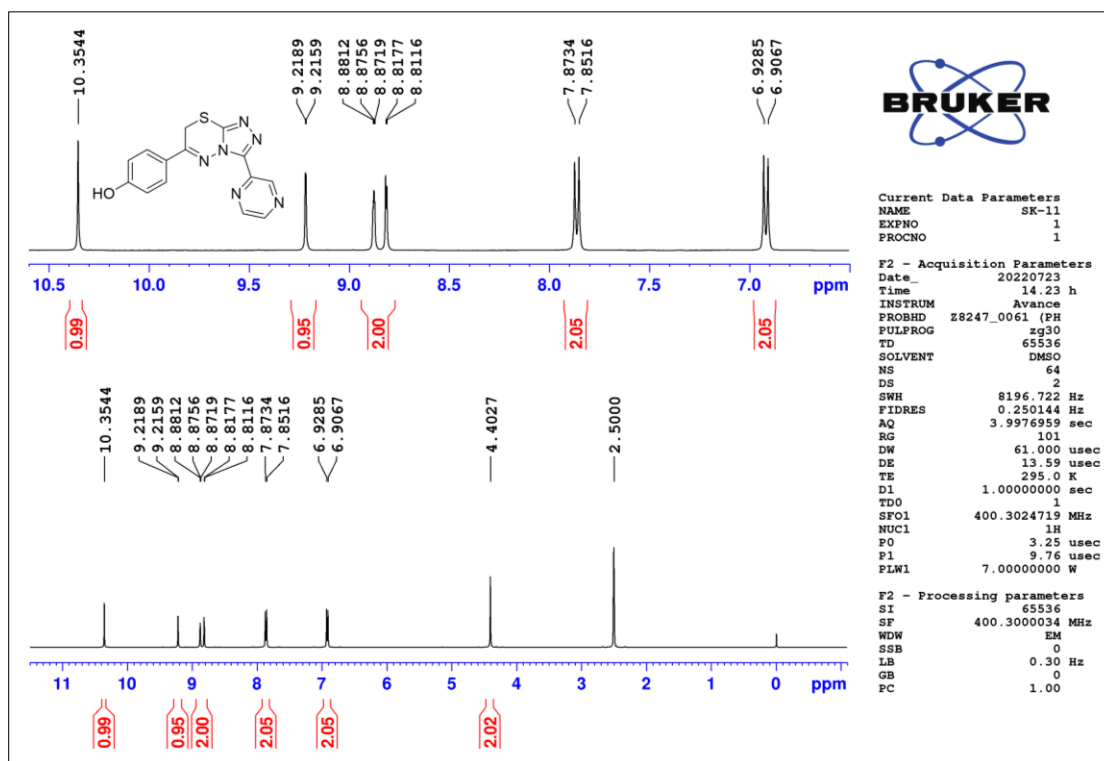 10.3544
9.2189
9.2159
8.8812
8.8756
8.8719
8.8177
8.8116
7.8734
7.8516
6.9285
6.9067
S
N
N
N
N
N
N
N
HO
10.5 10.0 9.5 9.0 8.5 8.0 7.5 7.0 ppm
0.99
0.95
2.00
2.05
2.05
10.3544
9.2189
9.2159
8.8812
8.8756
8.8719
8.8177
8.8116
7.8734
7.8516
6.9285
6.9067
4.4027
2.5000
11 10 9 8 7 6 5 4 3 2 1 0 ppm
0.99
0.95
2.00
2.05
2.05
2.02
BRUKER
Current Data Parameters
NAME SK-11
EXPNO 1
PROCNO 1
F2 - Acquisition Parameters
Date_ 20220723
Time 14.23 h
INSTRUM Avance
PROBHD Z8247_0061 (PH
PULPROG zg30
TD 65536
SOLVENT DMSO
NS 64
DS 2
SWH 8196.722 Hz
FIDRES 0.250144 Hz
AQ 3.9976959 sec
RG 101
DW 61.000 usec
DE 13.59 usec
TE 295.0 K
D1 1.00000000 sec
TD0 1
SFO1 400.3024719 MHz
NUC1 1H
P0 3.25 usec
P1 9.76 usec
PLW1 7.00000000 W
F2 - Processing parameters
SI 65536
SF 400.3000034 MHz
WDW EM
SSB 0
LB 0.30 Hz
GB 0
PC 1.00